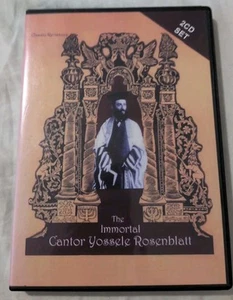 2CD
SET
The
Immortal
Cantor Yossele Rosenblatt